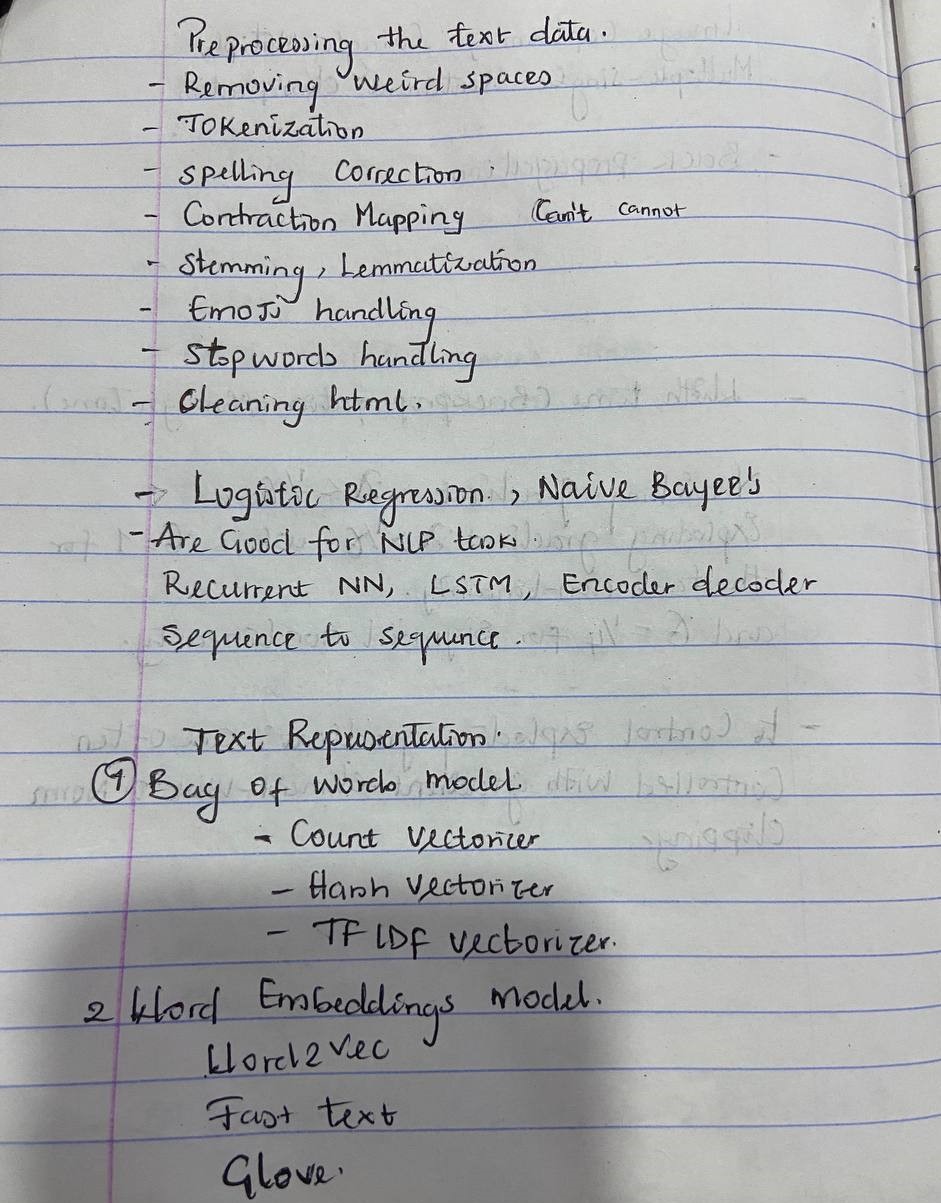 Preprocessing the text data.
- Removing weird spaces
- Tokenization
- spelling Correction
- Contraction Mapping Can't cannot
- Stemming, Lemmatization
- Emoji handling
- Stopwords handling
- Cleaning html.
- Logistic Regression, Naive Bayee's
- Are Good for NLP task.
Recurrent NN, LSTM, Encoder decoder
Sequence to sequence.
Text Representation.
1 Bag of words model
- Count Vectorizer
- Hash Vectorizer
- TF IDF vectorizer.
2 Word Embeddings model.
Word2Vec
Fast text
Glove.